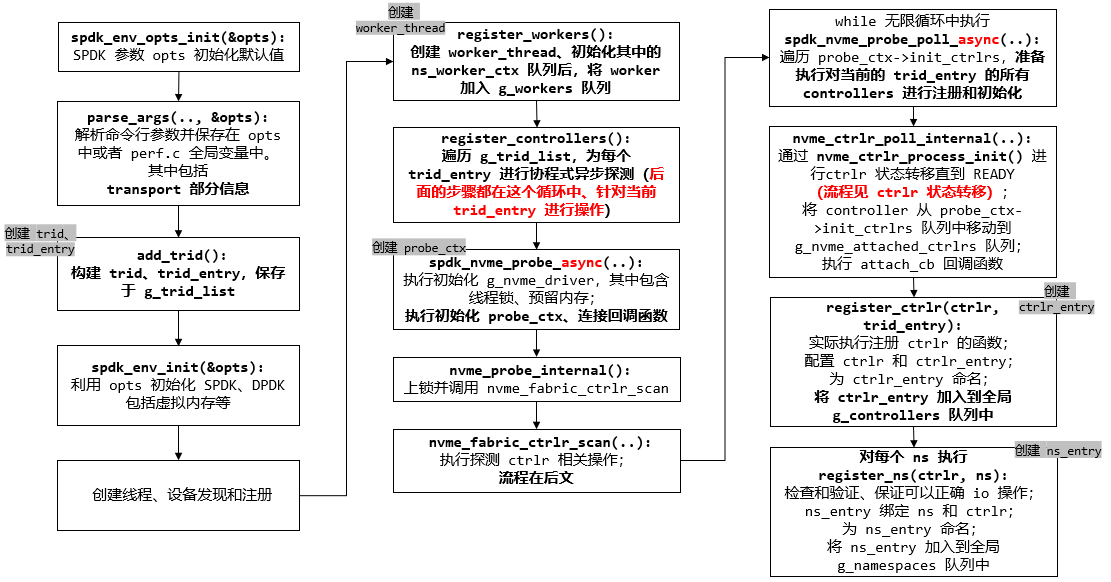 spdk_env_opts_init(&opts):
SPDK 参数 opts 初始化默认值
parse_args(.., &opts):
解析命令行参数并保存在 opts
中或者 perf.c 全局变量中。
其中包括
transport 部分信息
创建 trid、
trid_entry
add_trid():
构建 trid、trid_entry，保存
于 g_trid_list
spdk_env_init(&opts):
利用 opts 初始化 SPDK、DPDK
包括虚拟内存等
创建线程、设备发现和注册
创建
worker_thread
register_workers():
创建 worker_thread、初始化其中的
ns_worker_ctx 队列后，将 worker
加入 g_workers 队列
register_controllers():
遍历 g_trid_list，为每个
trid_entry 进行协程式异步探测（后
面的步骤都在这个循环中、针对当前
trid_entry 进行操作）
创建 probe_ctx
spdk_nvme_probe_async(..):
执行初始化 g_nvme_driver，其中包含
线程锁、预留内存；
执行初始化 probe_ctx、连接回调函数
nvme_probe_internal():
上锁并调用 nvme_fabric_ctrlr_scan
nvme_fabric_ctrlr_scan(..):
执行探测 ctrlr 相关操作；
流程在后文
while 无限循环中执行
spdk_nvme_probe_poll_async(..):
遍历 probe_ctx->init_ctrlrs，准备
执行对当前的 trid_entry 的所有
controllers 进行注册和初始化
nvme_ctrlr_poll_internal(..):
通过 nvme_ctrlr_process_init() 进
行ctrlr 状态转移直到 READY
（流程见 ctrlr 状态转移）；
将 controller 从 probe_ctx-
>init_ctrlrs 队列中移动到
g_nvme_attached_ctrlrs 队列；
执行 attach_cb 回调函数
创建
ctrlr_entry
register_ctrlr(ctrlr,
trid_entry):
实际执行注册 ctrlr 的函数；
配置 ctrlr 和 ctrlr_entry；
为 ctrlr_entry 命名；
将 ctrlr_entry 加入到全局
g_controllers 队列中
创建 ns_entry
对每个 ns 执行
register_ns(ctrlr, ns):
检查和验证、保证可以正确 io 操作；
ns_entry 绑定 ns 和 ctrlr；
为 ns_entry 命名；
将 ns_entry 加入到全局
g_namespaces 队列中